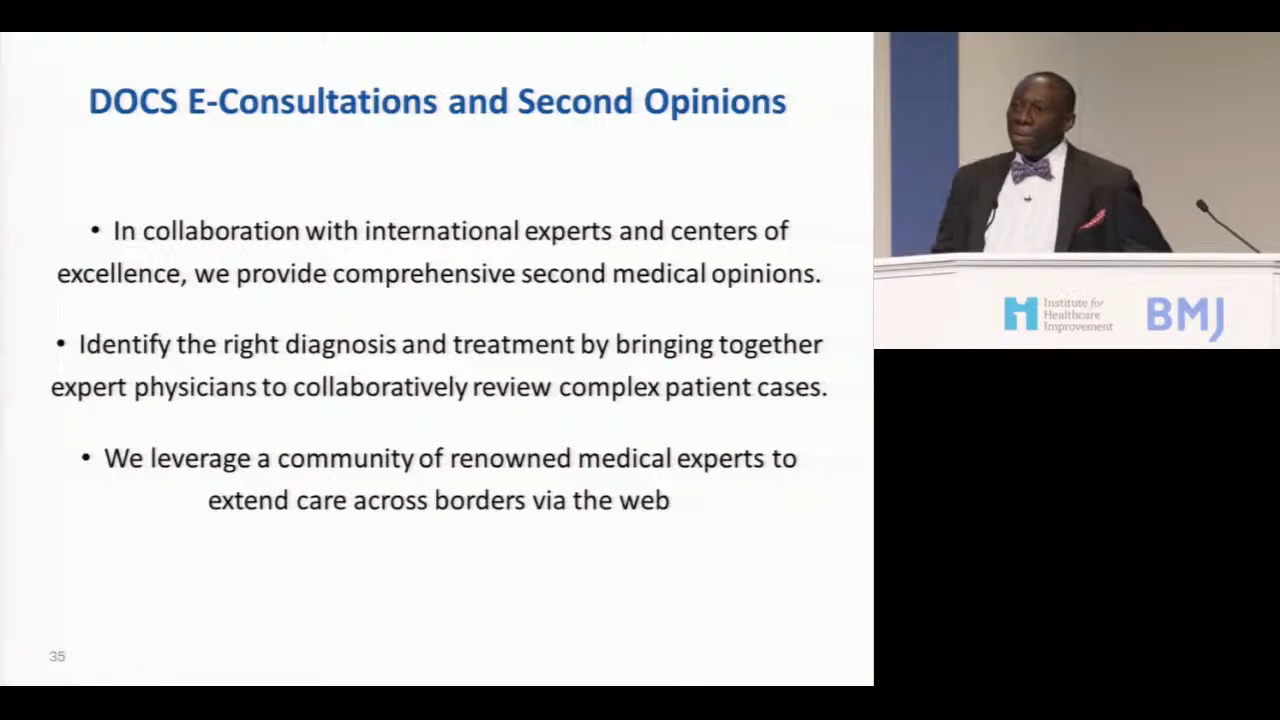 DOCS E-Consultations and Second Opinions
• In collaboration with international experts and centers of
excellence, we provide comprehensive second medical opinions.
• Identify the right diagnosis and treatment by bringing together
expert physicians to collaboratively review complex patient cases.
• We leverage a community of renowned medical experts to
extend care across borders via the web
35
Institute for
Healthcare
Improvement
BMJ